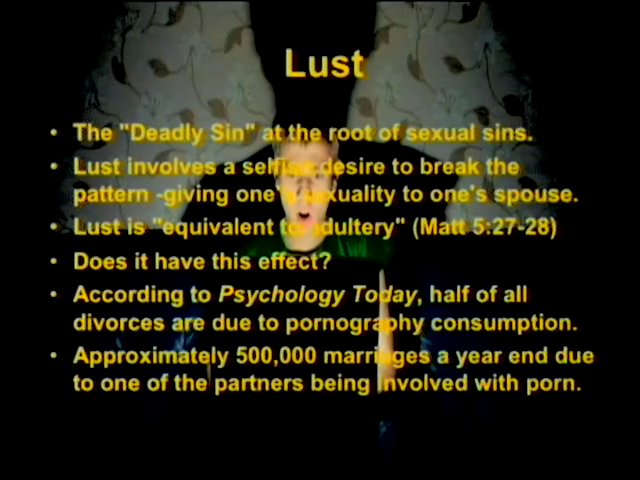 Lust
• The "Deadly Sin" at the root of sexual sins.
• Lust involves a selfish desire to break the
pattern -giving one's sexuality to one's spouse.
• Lust is "equivalent to adultery" (Matt 5:27-28)
• Does it have this effect?
• According to Psychology Today, half of all
divorces are due to pornography consumption.
• Approximately 500,000 marriages a year end due
to one of the partners being involved with porn.